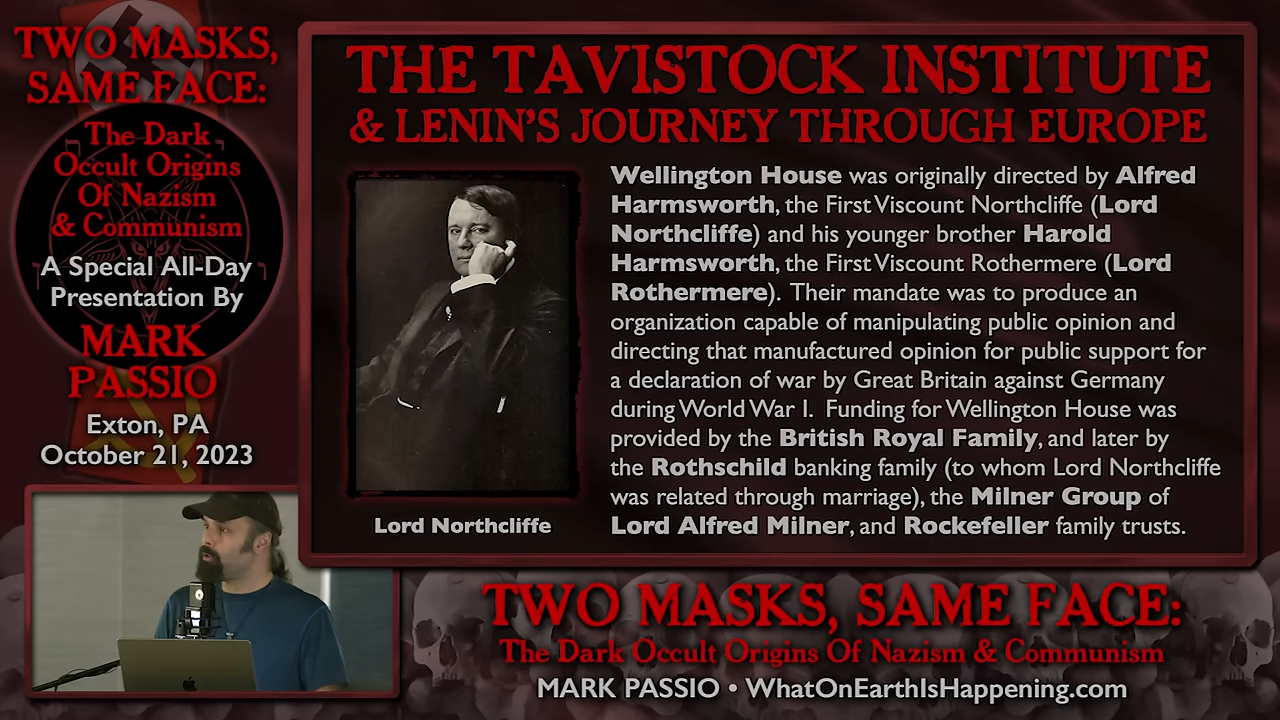 TWO MASKS,
SAME FACE:
The Dark
Occult Origins
Of Nazism
& Communism
A Special All-Day
Presentation By
MARK
PASSIO
Exton, PA
October 21, 2023
THE TAVISTOCK INSTITUTE
& LENIN'S JOURNEY THROUGH EUROPE
Wellington House was originally directed by Alfred
Harmsworth, the First Viscount Northcliffe (Lord
Northcliffe) and his younger brother Harold
Harmsworth, the First Viscount Rothermere (Lord
Rothermere). Their mandate was to produce an
organization capable of manipulating public opinion and
directing that manufactured opinion for public support for
a declaration of war by Great Britain against Germany
during World War I. Funding for Wellington House was
provided by the British Royal Family, and later by
the Rothschild banking family (to whom Lord Northcliffe
was related through marriage), the Milner Group of
Lord Alfred Milner, and Rockefeller family trusts.
Lord Northcliffe
TWO MASKS, SAME FACE:
The Dark Occult Origins Of Nazism & Communism
MARK PASSIO • WhatOnEarthIsHappening.com